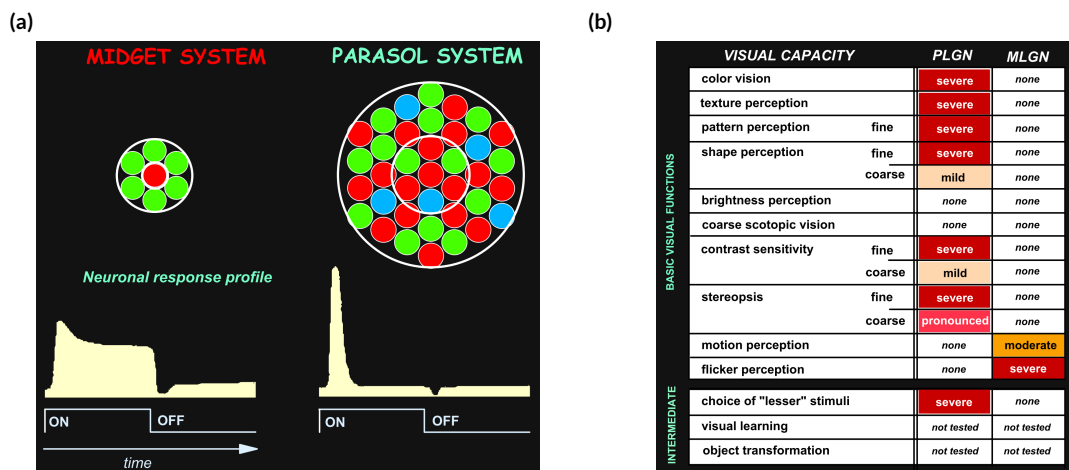 (a)
MIDGET SYSTEM
PARASOL SYSTEM
Neuronal response profile
ON
OFF
ON
OFF
time
(b)
VISUAL CAPACITY PLGN MLGN
BASIC VISUAL FUNCTIONS
color vision severe none
texture perception severe none
pattern perception fine severe none
shape perception fine severe none
coarse mild none
brightness perception none none
coarse scotopic vision none none
contrast sensitivity fine severe none
coarse mild none
stereopsis fine severe none
coarse pronounced none
motion perception none moderate
flicker perception none severe
INTERMEDIATE
choice of "lesser" stimuli severe none
visual learning not tested not tested
object transformation not tested not tested